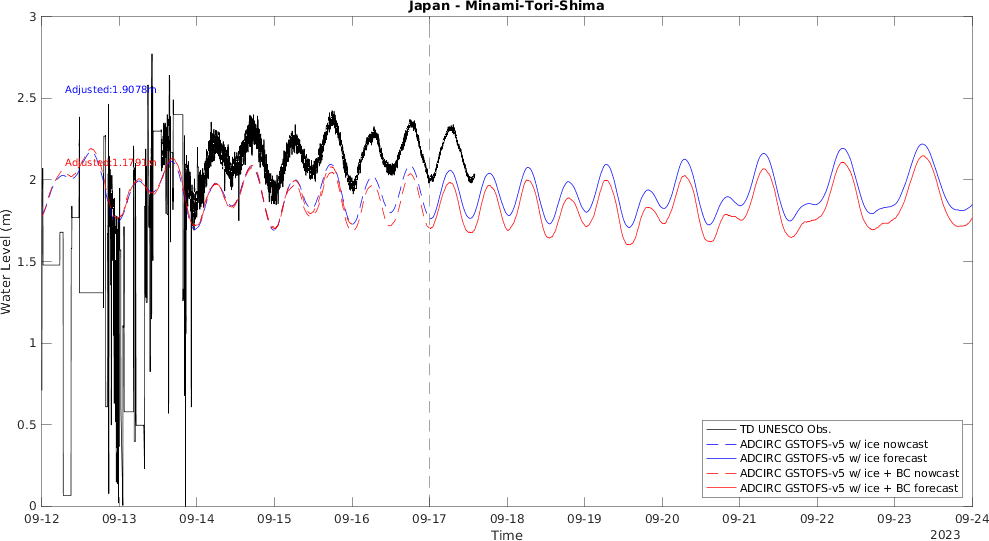 Japan - Minami-Tori-Shima
Water Level (m)
3
2.5
2
1.5
1
0.5
0
Adjusted:1.9078m
Adjusted:1.1791m
TD UNESCO Obs.
ADCIRC GSTOFS-v5 w/ ice nowcast
ADCIRC GSTOFS-v5 w/ ice forecast
ADCIRC GSTOFS-v5 w/ ice + BC nowcast
ADCIRC GSTOFS-v5 w/ ice + BC forecast
09-12 09-13 09-14 09-15 09-16 09-17 09-18 09-19 09-20 09-21 09-22 09-23 09-24
Time
2023